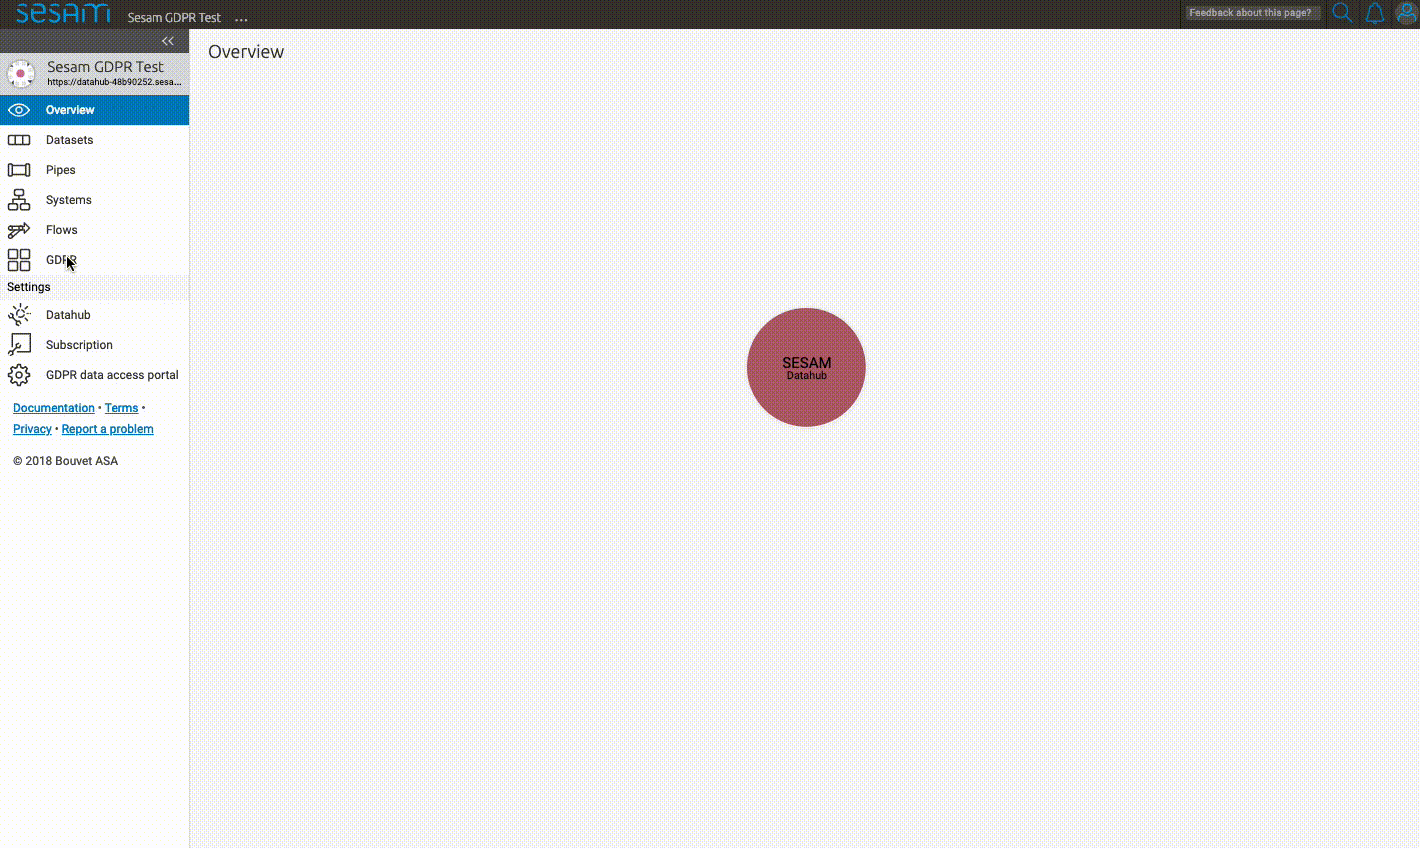 sesam Sesam GDPR Test ... Feedback about this page?
<<
Sesam GDPR Test
https://datahub-48b90252.sesa...
Overview
Overview
Datasets
Pipes
Systems
Flows
GDPR
Settings
Datahub
Subscription
GDPR data access portal
Documentation • Terms •
Privacy • Report a problem
© 2018 Bouvet ASA
SESAM
Datahub